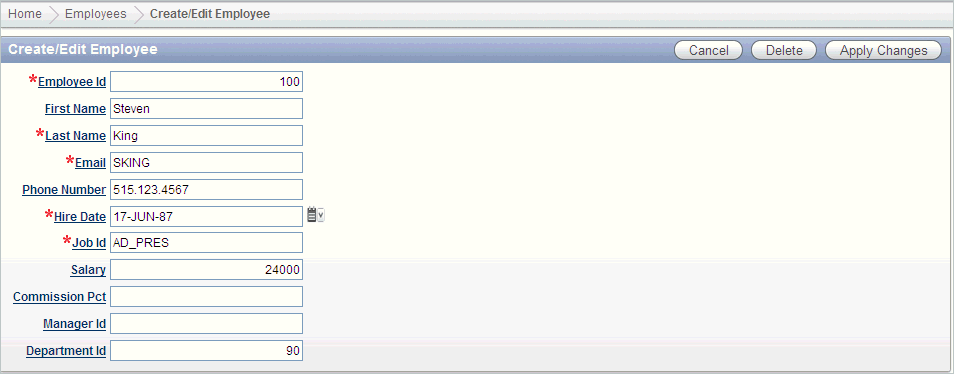 Home Employees Create/Edit Employee
Create/Edit Employee Cancel Delete Apply Changes
*Employee Id 100
First Name Steven
*Last Name King
*Email SKING
Phone Number 515.123.4567
*Hire Date 17-JUN-87
*Job Id AD_PRES
Salary 24000
Commission Pct
Manager Id
Department Id 90